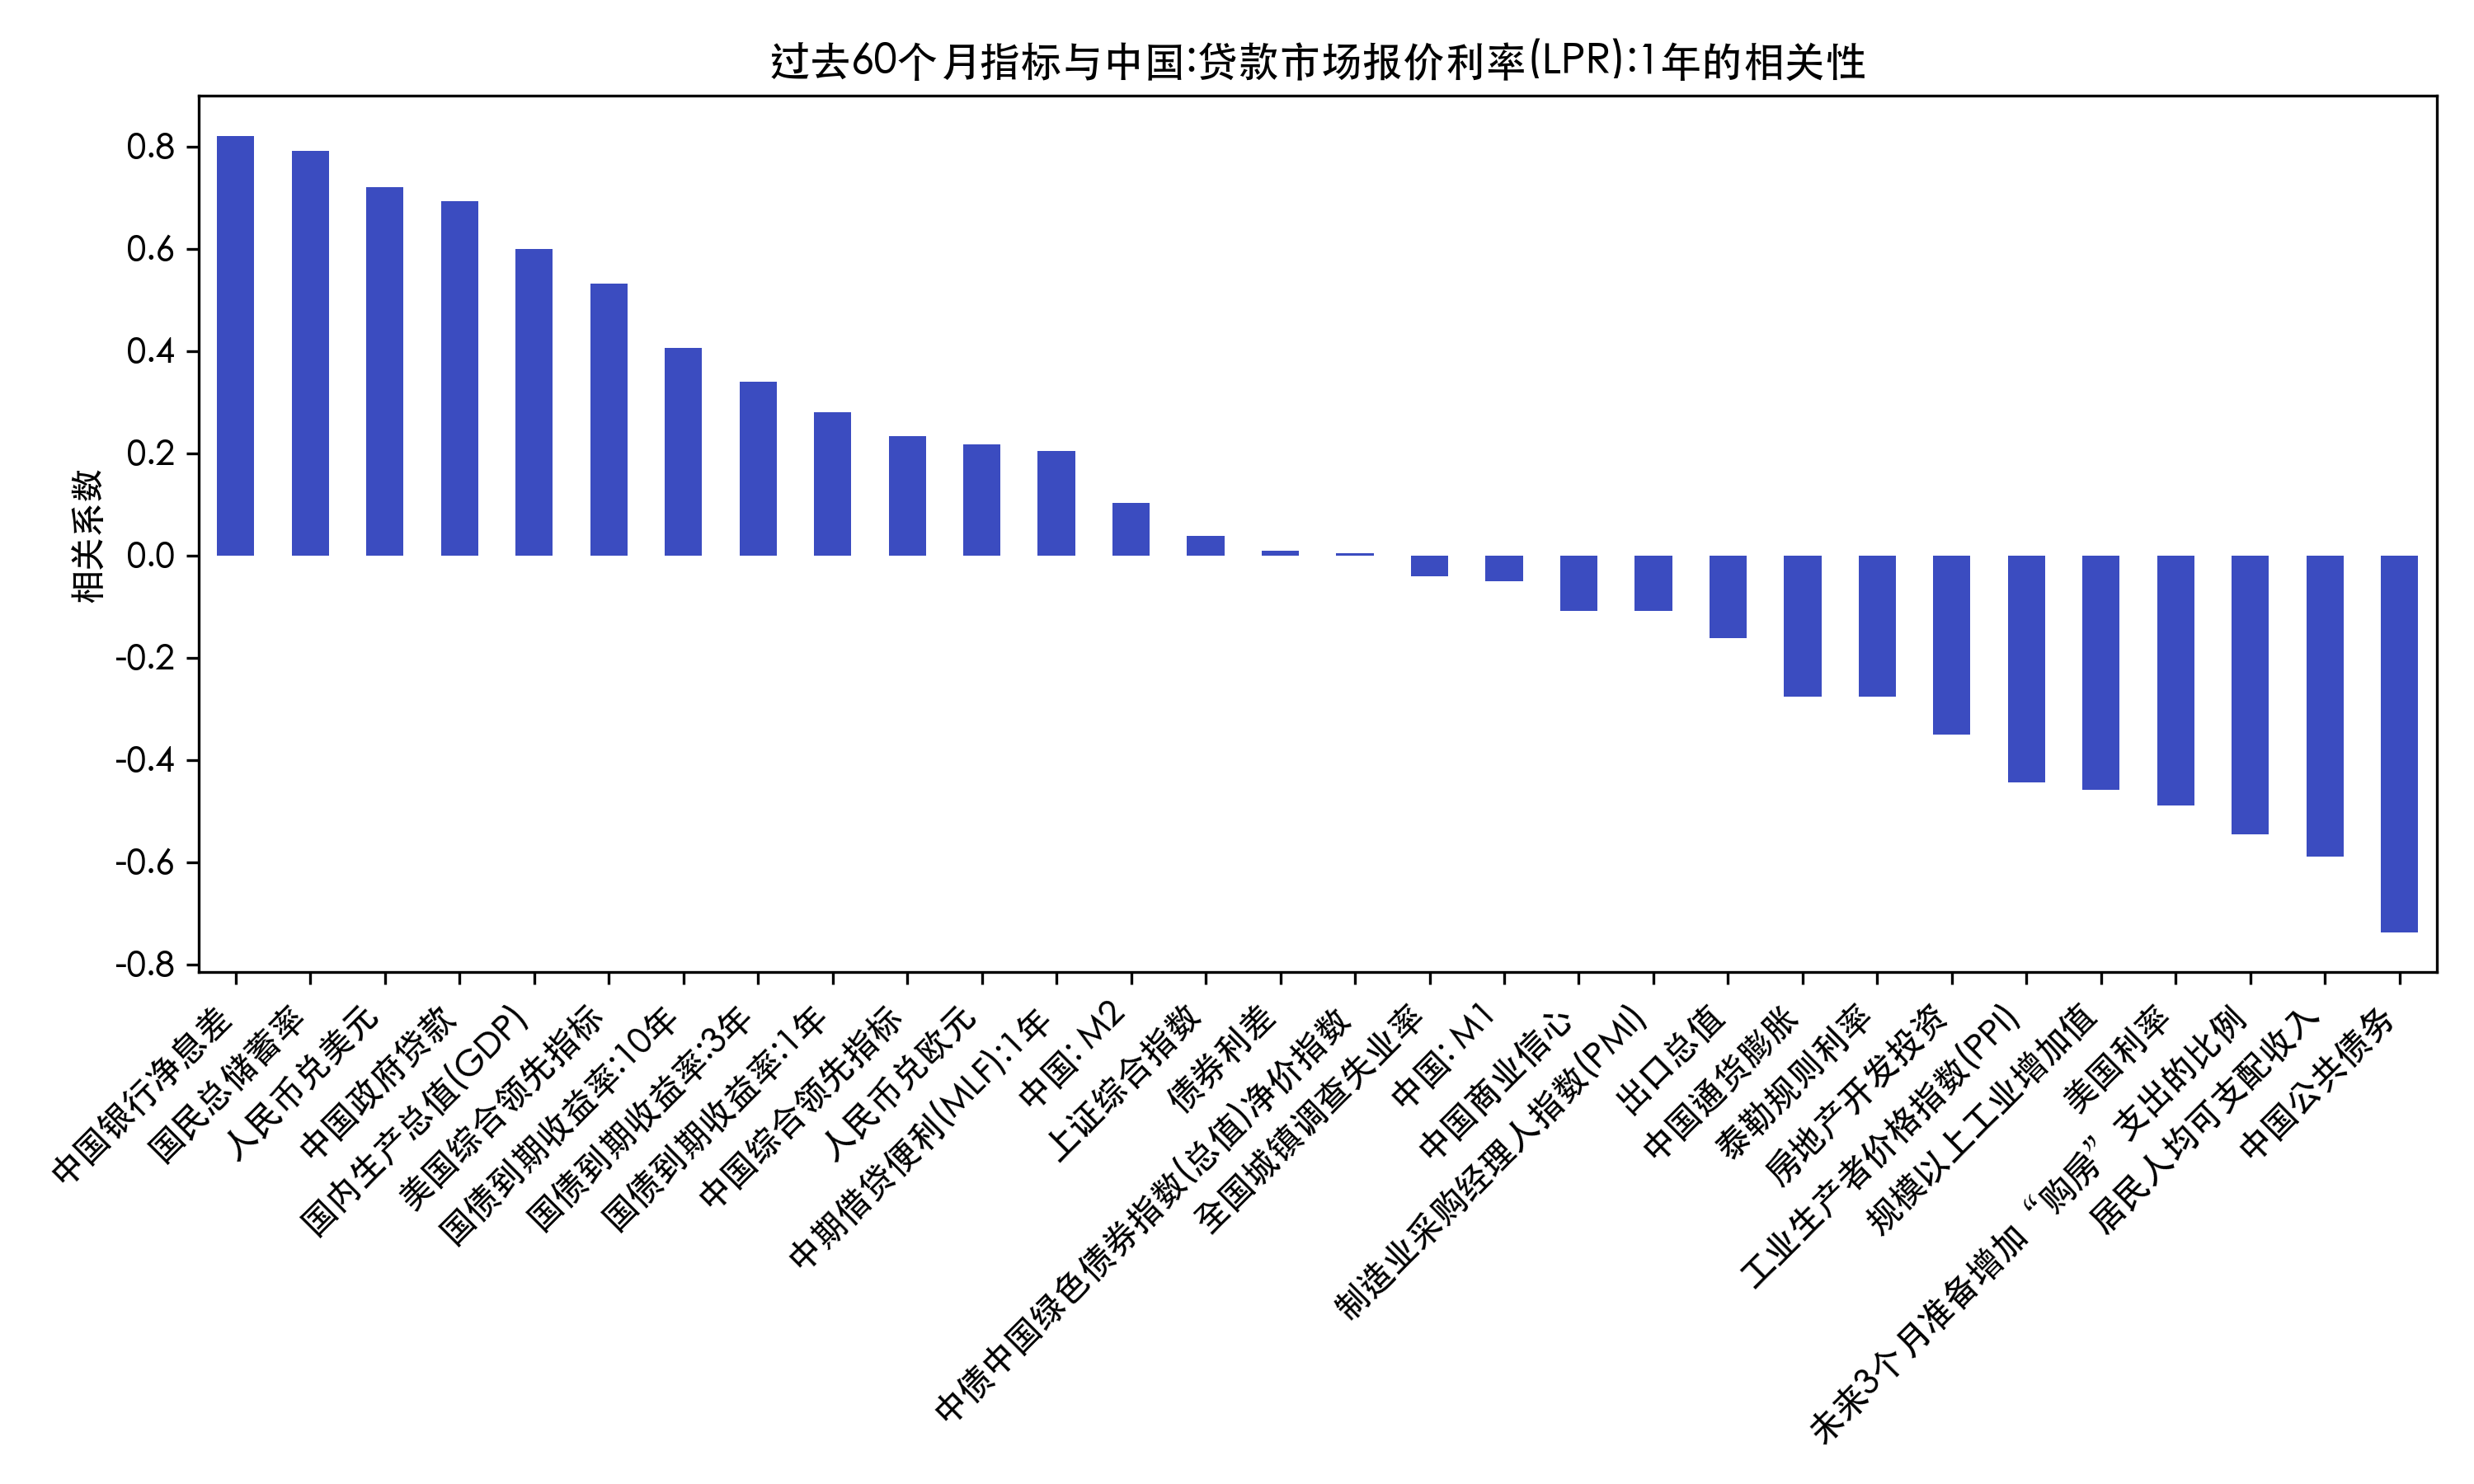 过去60个月指标与中国:贷款市场报价利率(LPR):1年的相关性
相关系数
0.8
0.6
0.4
0.2
0.0
-0.2
-0.4
-0.6
-0.8
中国银行净息差
国民总储蓄率
人民币兑美元
中国政府贷款
国内生产总值(GDP)
美国综合领先指标
国债到期收益率:10年
国债到期收益率:3年
国债到期收益率:1年
中国综合领先指标
人民币兑欧元
中期借贷便利(MLF):1年
中国: M2
上证综合指数
债券利差
中债中国绿色债券指数(总值)净价指数
全国城镇调查失业率
中国: M1
中国商业信心
制造业采购经理人指数(PMI)
出口总值
中国通货膨胀
泰勒规则利率
房地产开发投资
工业生产者价格指数(PPI)
规模以上工业增加值
美国利率
未来3个月准备增加“购房”支出的比例
居民人均可支配收入
中国公共债务